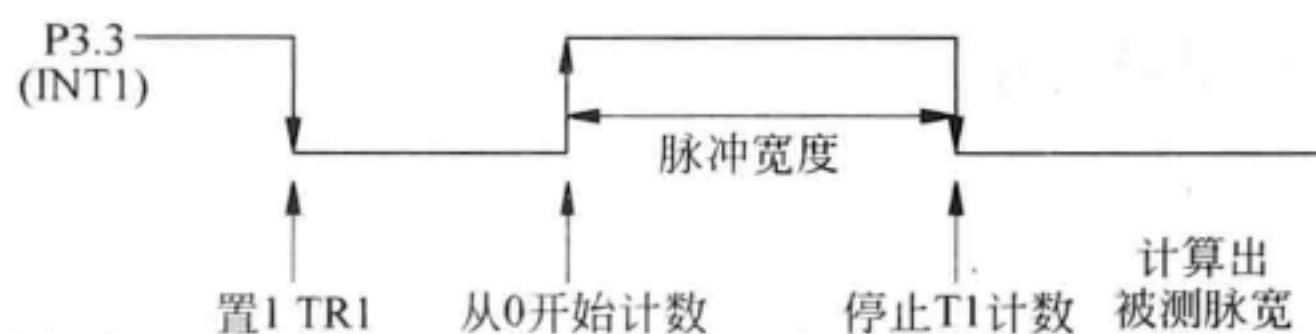 P3.3
(INT1)
脉冲宽度
置1 TR1
从0开始计数
停止T1计数
计算出
被测脉宽